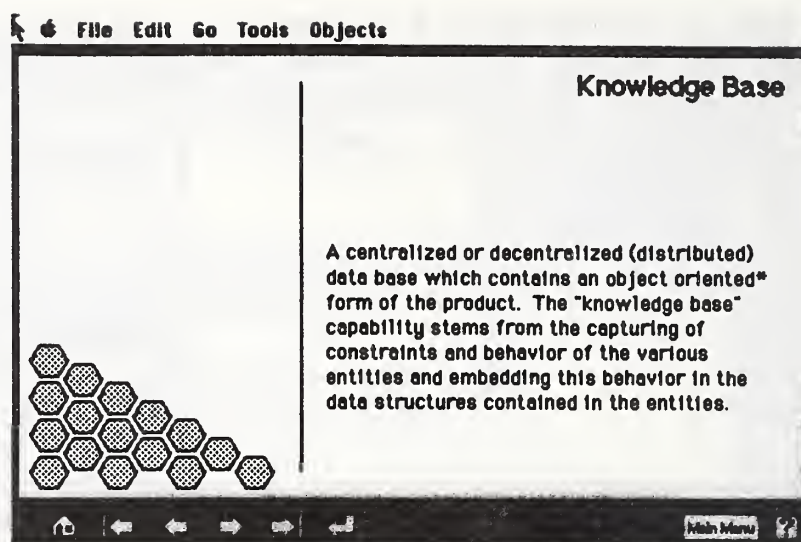 File Edit Go Tools Objects
Knowledge Base
A centralized or decentralized (distributed)
data base which contains an object oriented*
form of the product. The "knowledge base"
capability stems from the capturing of
constraints and behavior of the various
entities and embedding this behavior in the
data structures contained in the entities.
Main Menu ?